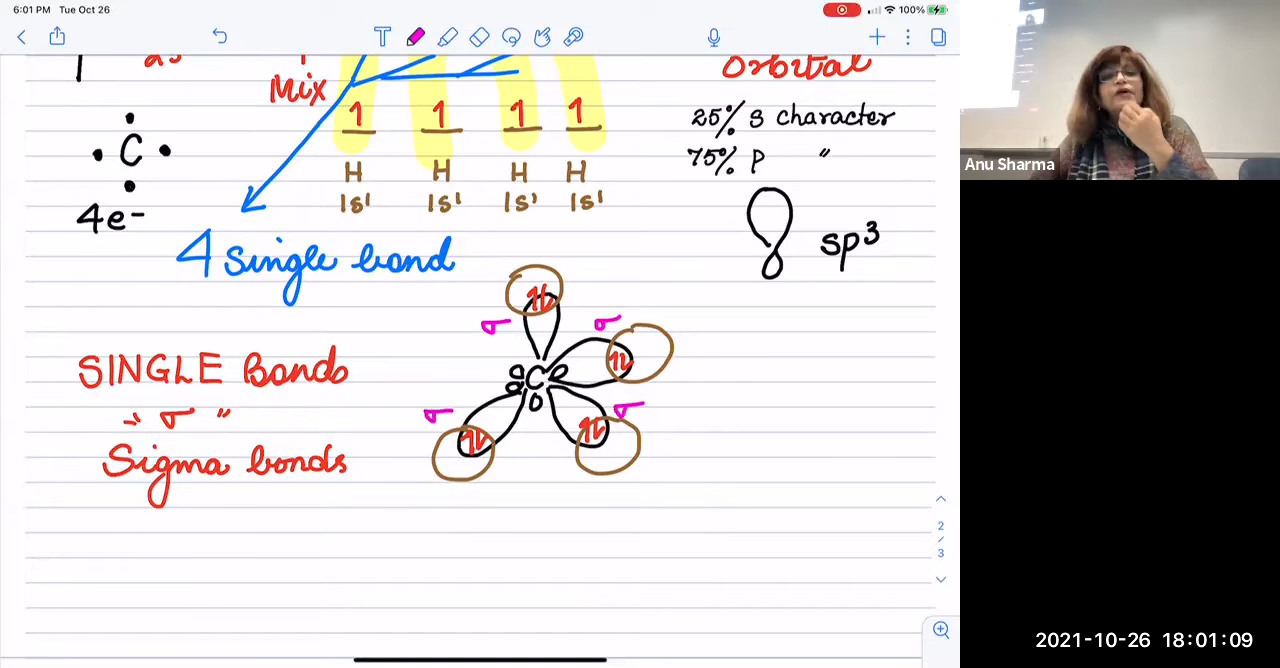 6:01 PM Tue Oct 26
100%
Mix
Orbital
1 1 1 1
25% s character
75% p "
H H H H
1s¹ 1s¹ 1s¹ 1s¹
C
4e-
sp³
4 single bond
σ σ
SINGLE Bonds
C
" σ "
σ σ
Sigma bonds
Anu Sharma
2
/
3
2021-10-26 18:01:09